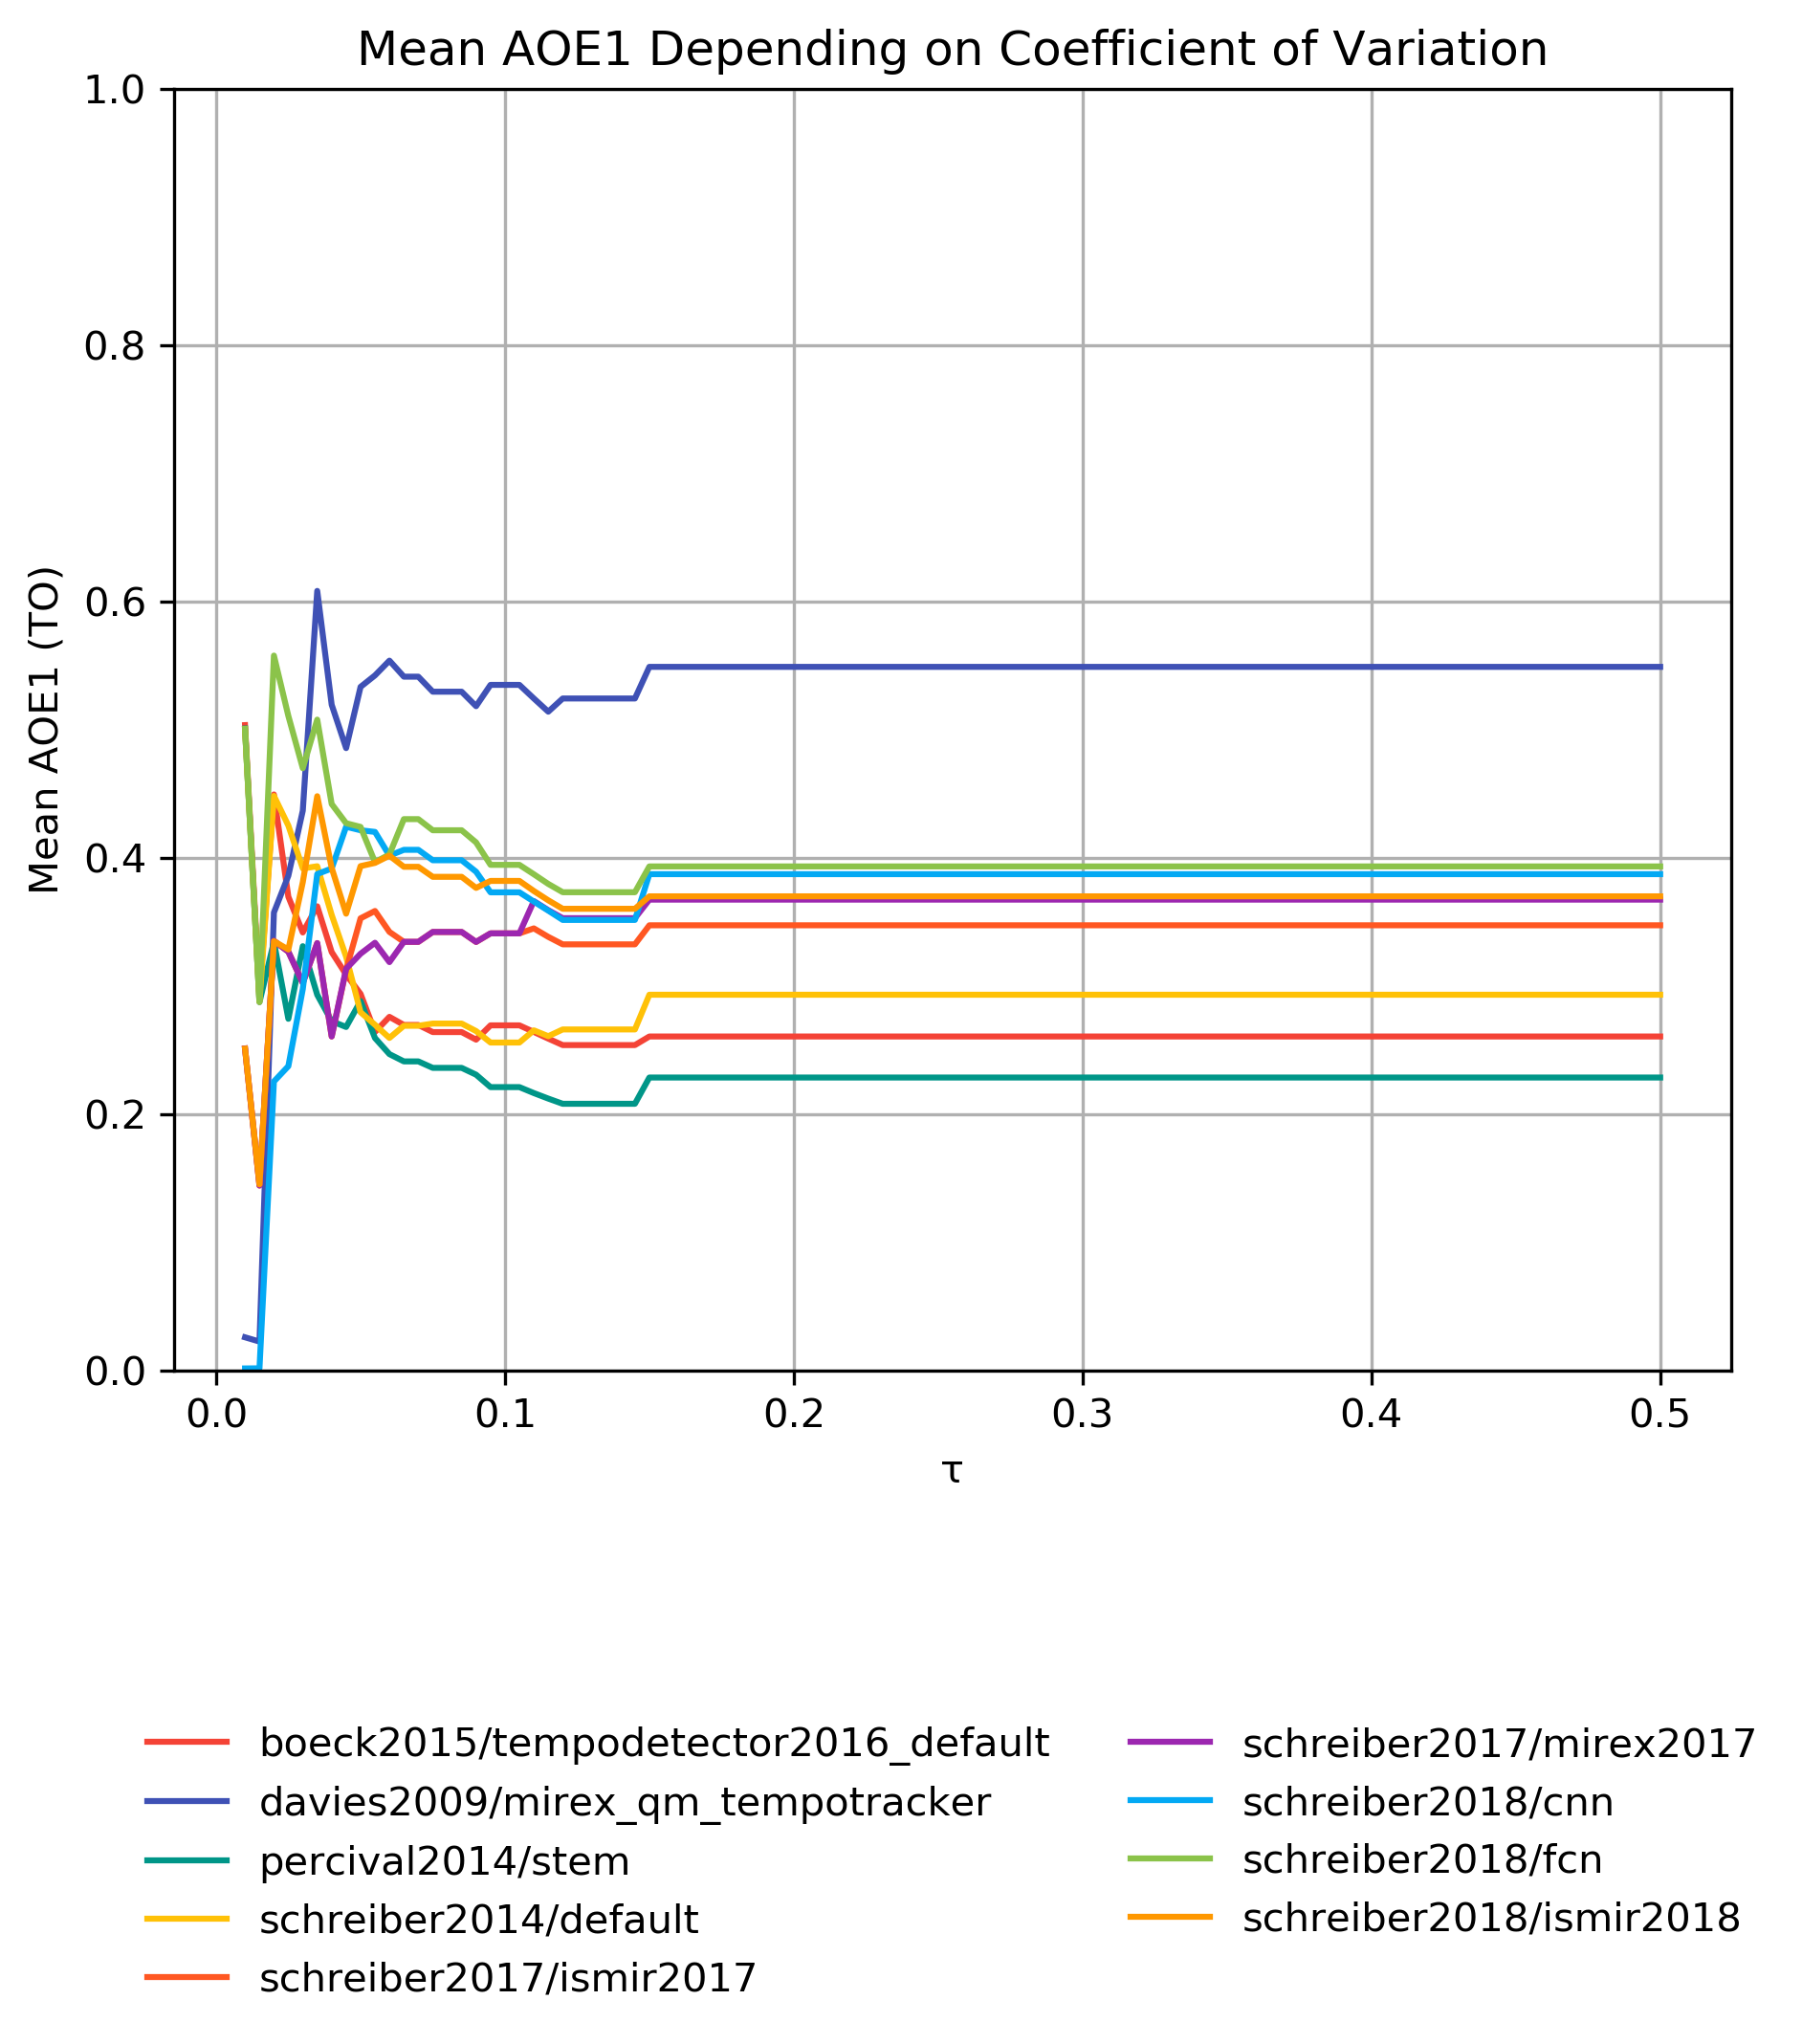 Mean AOE1 Depending on Coefficient of Variation
1.0
0.8
0.6
0.4
0.2
0.0
Mean AOE1 (TO)
0.0 0.1 0.2 0.3 0.4 0.5
τ
boeck2015/tempodetector2016_default
davies2009/mirex_qm_tempotracker
percival2014/stem
schreiber2014/default
schreiber2017/ismir2017
schreiber2017/mirex2017
schreiber2018/cnn
schreiber2018/fcn
schreiber2018/ismir2018